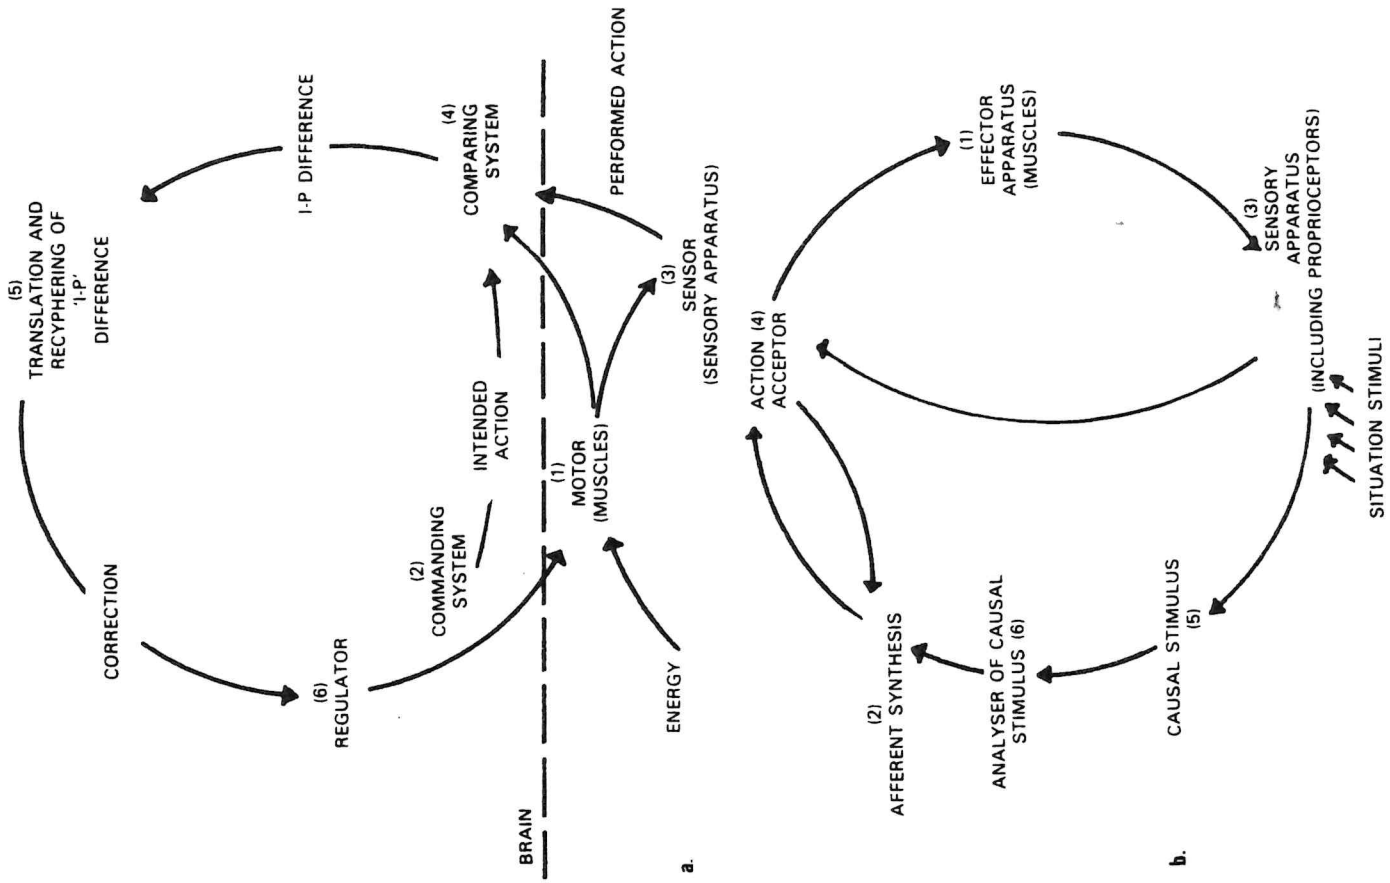 (5)
TRANSLATION AND
RECYPHERING OF
'I-P'
DIFFERENCE
CORRECTION
I-P DIFFERENCE
(6)
REGULATOR
(2)
COMMANDING
SYSTEM
INTENDED
ACTION
(4)
COMPARING
SYSTEM
BRAIN
(1)
MOTOR
(MUSCLES)
PERFORMED ACTION
ENERGY
(3)
SENSOR
(SENSORY APPARATUS)
a.
ACTION (4)
ACCEPTOR
(2)
AFFERENT SYNTHESIS
(1)
EFFECTOR
APPARATUS
(MUSCLES)
ANALYSER OF CAUSAL
STIMULUS (6)
CAUSAL STIMULUS
(5)
(3)
SENSORY
APPARATUS
(INCLUDING PROPRIOCEPTORS)
SITUATION STIMULI
b.